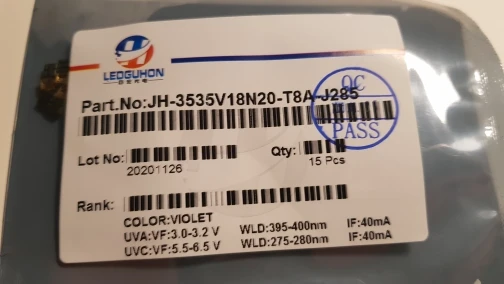 LEDGUHON
Part.No:JH-3535V18N20-T8A-J285
QC
PASS
Lot No:
20201126
Qty:
15 Pcs
Rank:
COLOR:VIOLET
UVA:VF:3.0-3.2 V WLD:395-400nm IF:40mA
UVC:VF:5.5-6.5 V WLD:275-280nm IF:40mA